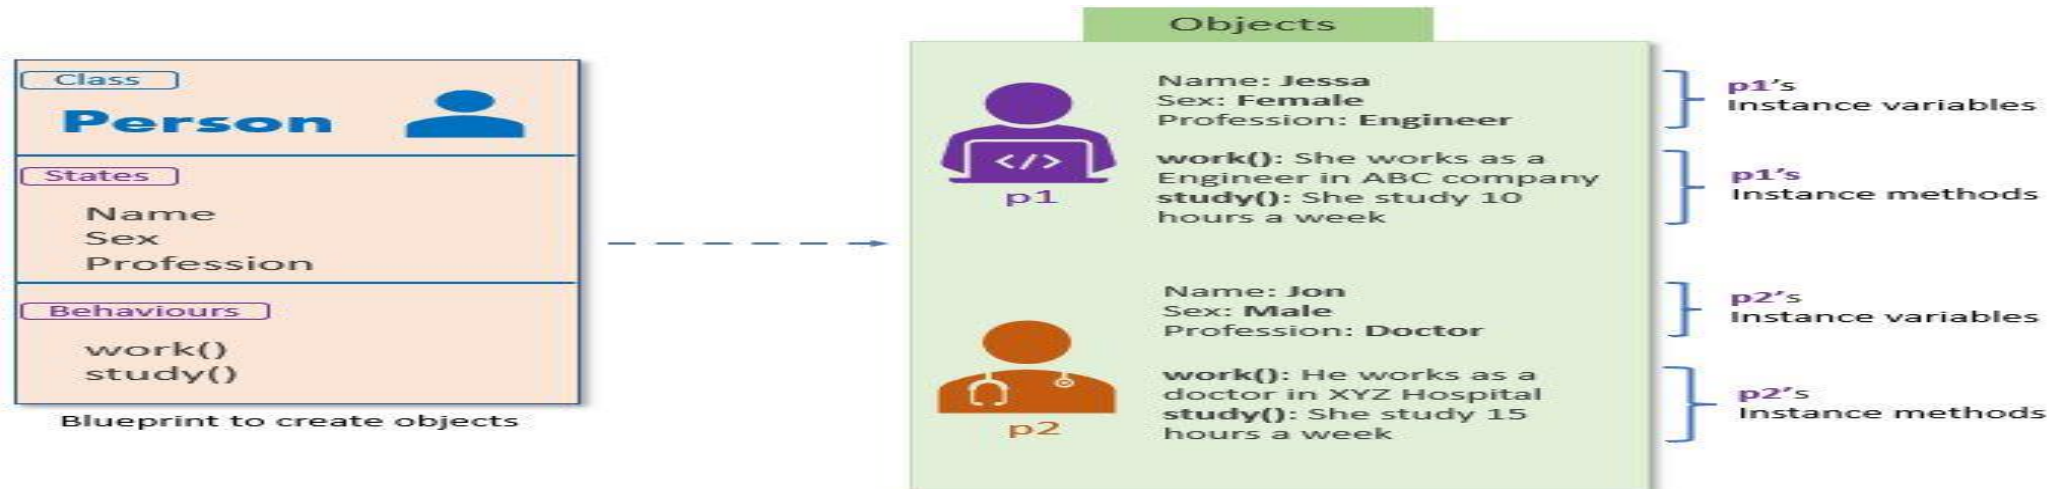 Class
Person
States
Name
Sex
Profession
Behaviours
work()
study()
Blueprint to create objects
Objects
</>
p1
Name: Jessa
Sex: Female
Profession: Engineer
work(): She works as a
Engineer in ABC company
study(): She study 10
hours a week
p1's
Instance variables
p1's
Instance methods
p2
Name: Jon
Sex: Male
Profession: Doctor
work(): He works as a
doctor in XYZ Hospital
study(): She study 15
hours a week
p2's
Instance variables
p2's
Instance methods